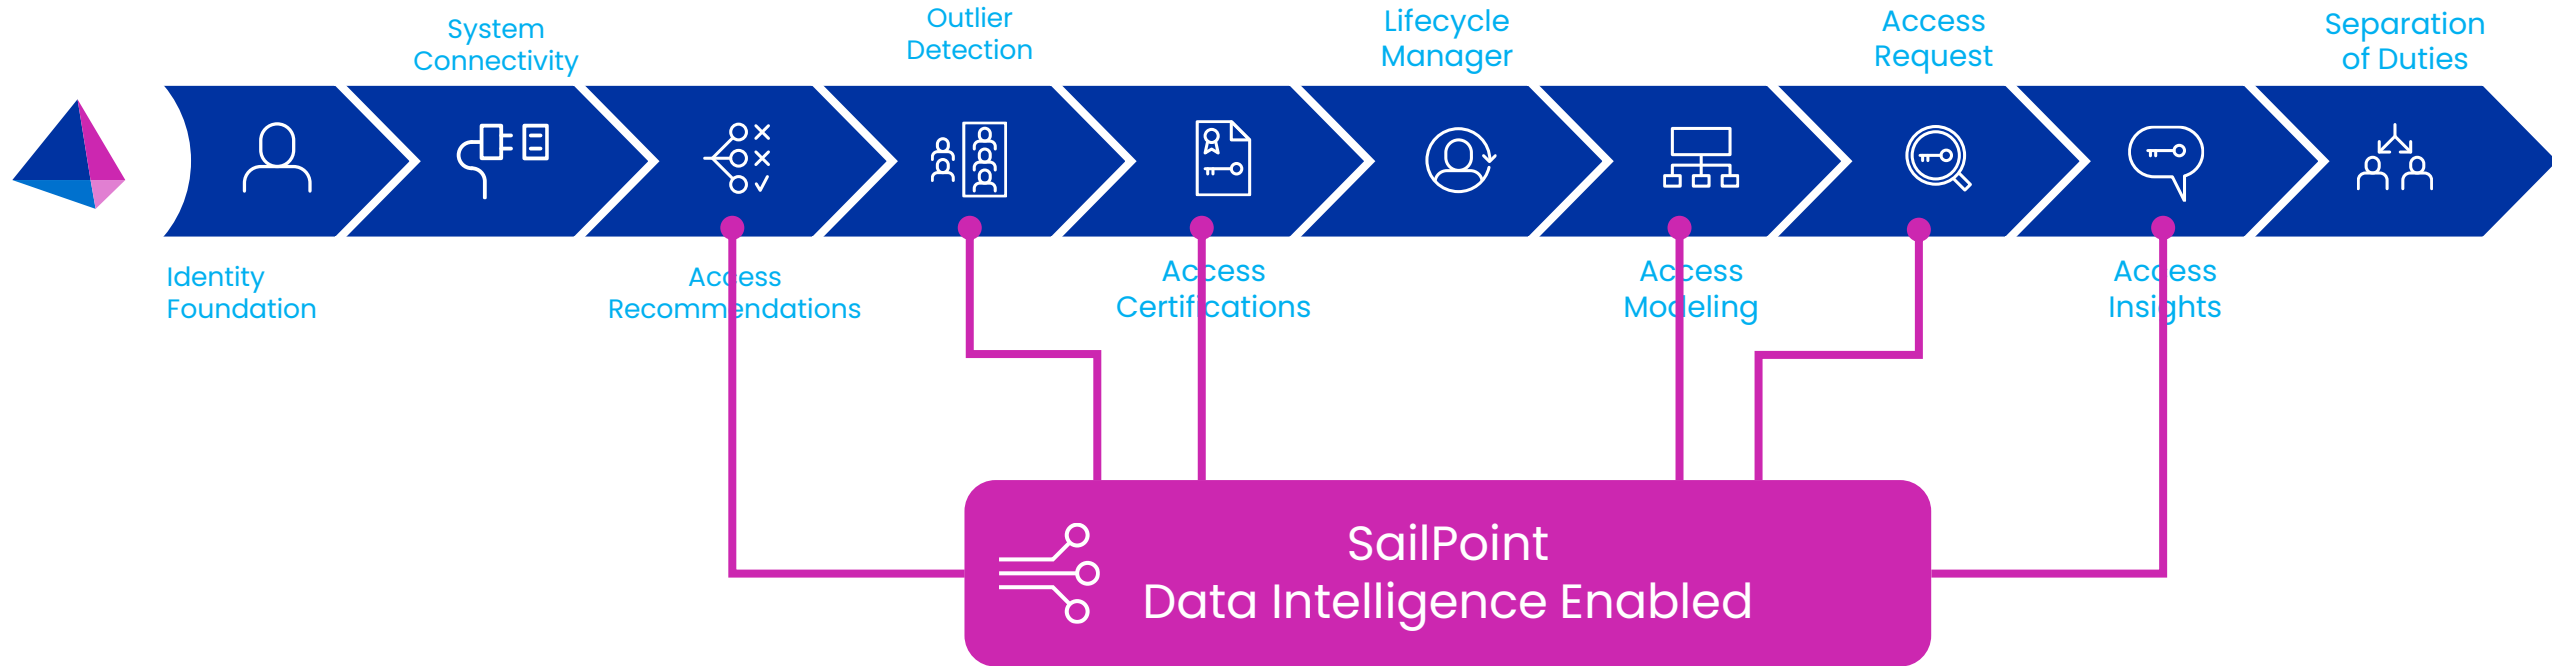 System
Connectivity
Outlier
Detection
Lifecycle
Manager
Access
Request
Separation
of Duties
Identity
Foundation
Access
Recommendations
Access
Certifications
Access
Modeling
Access
Insights
SailPoint
Data Intelligence Enabled